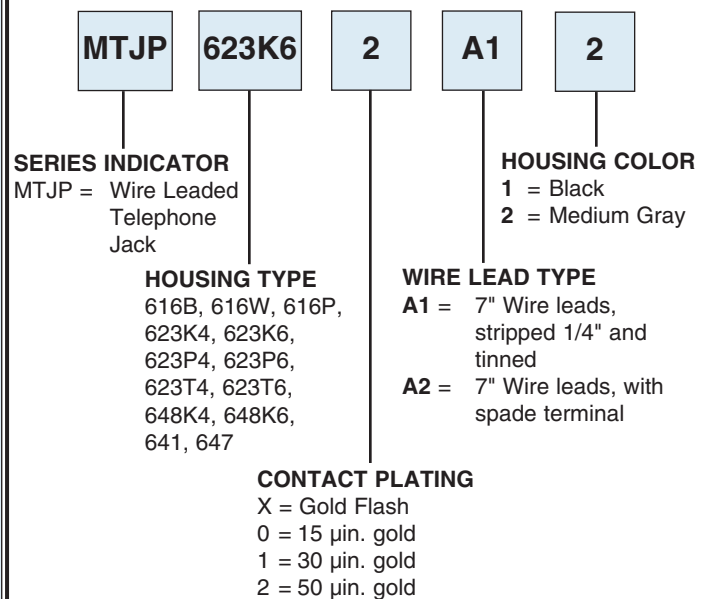 MTJP 623K6 2 A1 2
SERIES INDICATOR
MTJP = Wire Leaded
Telephone
Jack
HOUSING COLOR
1 = Black
2 = Medium Gray
HOUSING TYPE
616B, 616W, 616P,
623K4, 623K6,
623P4, 623P6,
623T4, 623T6,
648K4, 648K6,
641, 647
WIRE LEAD TYPE
A1 = 7" Wire leads,
stripped 1/4" and
tinned
A2 = 7" Wire leads, with
spade terminal
CONTACT PLATING
X = Gold Flash
0 = 15 µin. gold
1 = 30 µin. gold
2 = 50 µin. gold